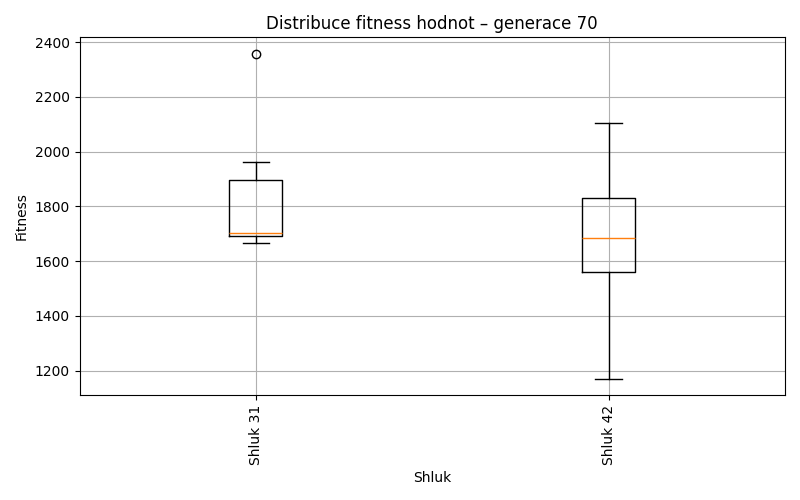 Distribuce fitness hodnot – generace 70
2400
2200
2000
1800
1600
1400
1200
Fitness
Shluk 31
Shluk 42
Shluk